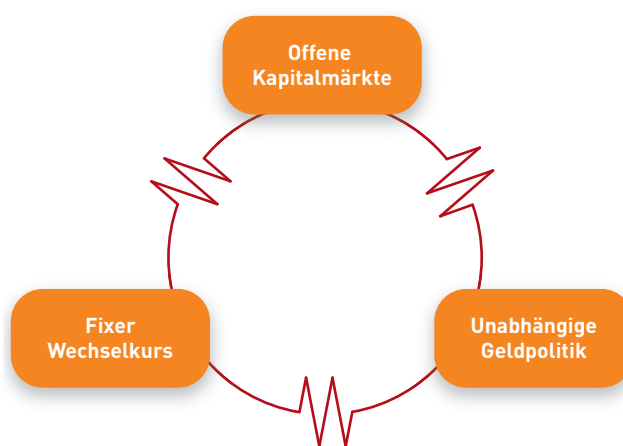 Offene
Kapitalmärkte
Fixer
Wechselkurs
Unabhängige
Geldpolitik